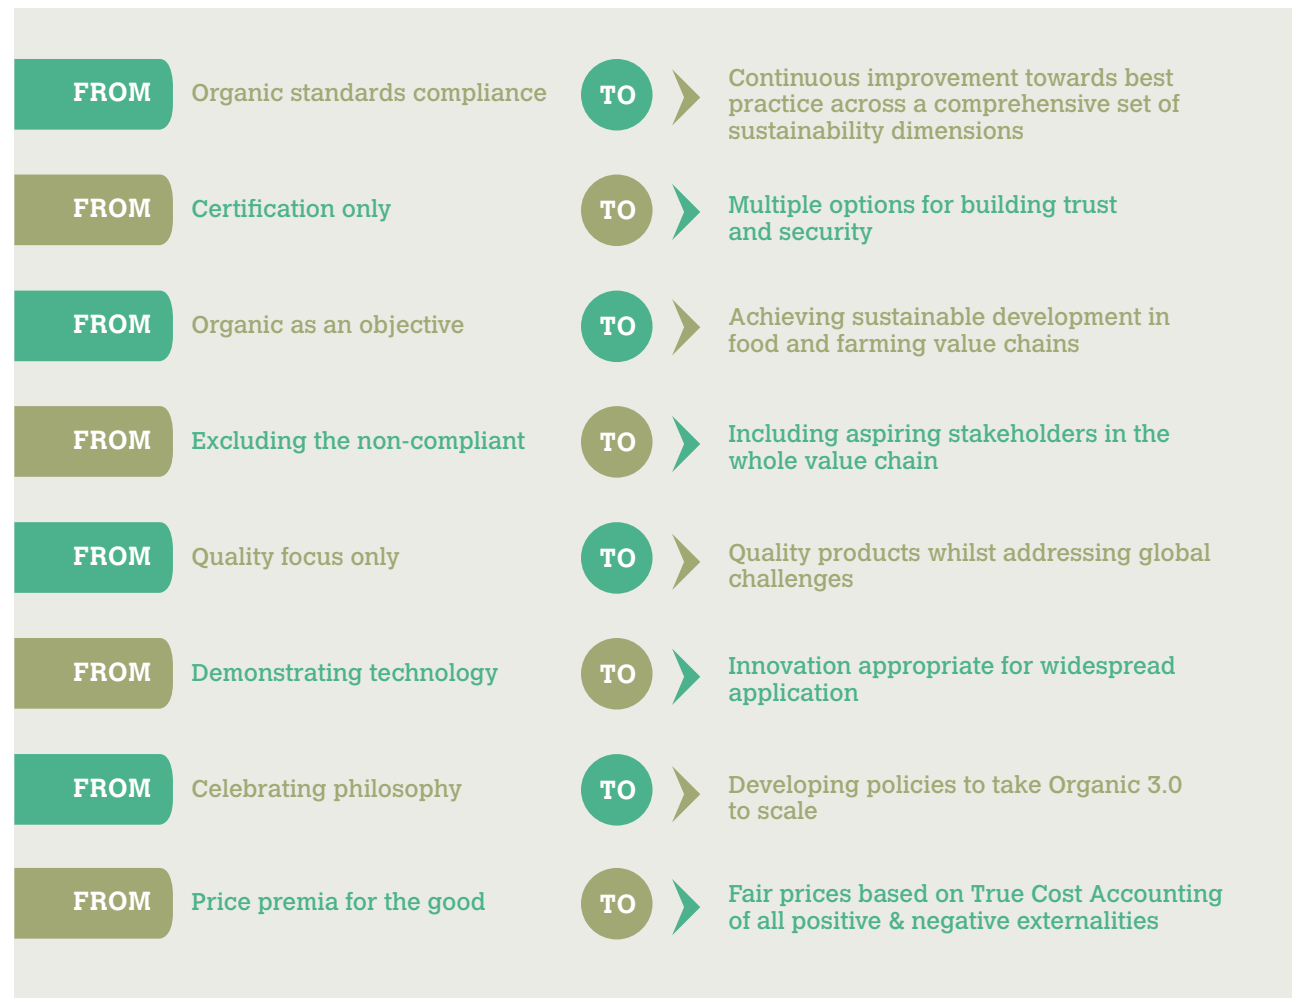 FROM
Organic standards compliance
TO
Continuous improvement towards best
practice across a comprehensive set of
sustainability dimensions
FROM
Certification only
TO
Multiple options for building trust
and security
FROM
Organic as an objective
TO
Achieving sustainable development in
food and farming value chains
FROM
Excluding the non-compliant
TO
Including aspiring stakeholders in the
whole value chain
FROM
Quality focus only
TO
Quality products whilst addressing global
challenges
FROM
Demonstrating technology
TO
Innovation appropriate for widespread
application
FROM
Celebrating philosophy
TO
Developing policies to take Organic 3.0
to scale
FROM
Price premia for the good
TO
Fair prices based on True Cost Accounting
of all positive & negative externalities